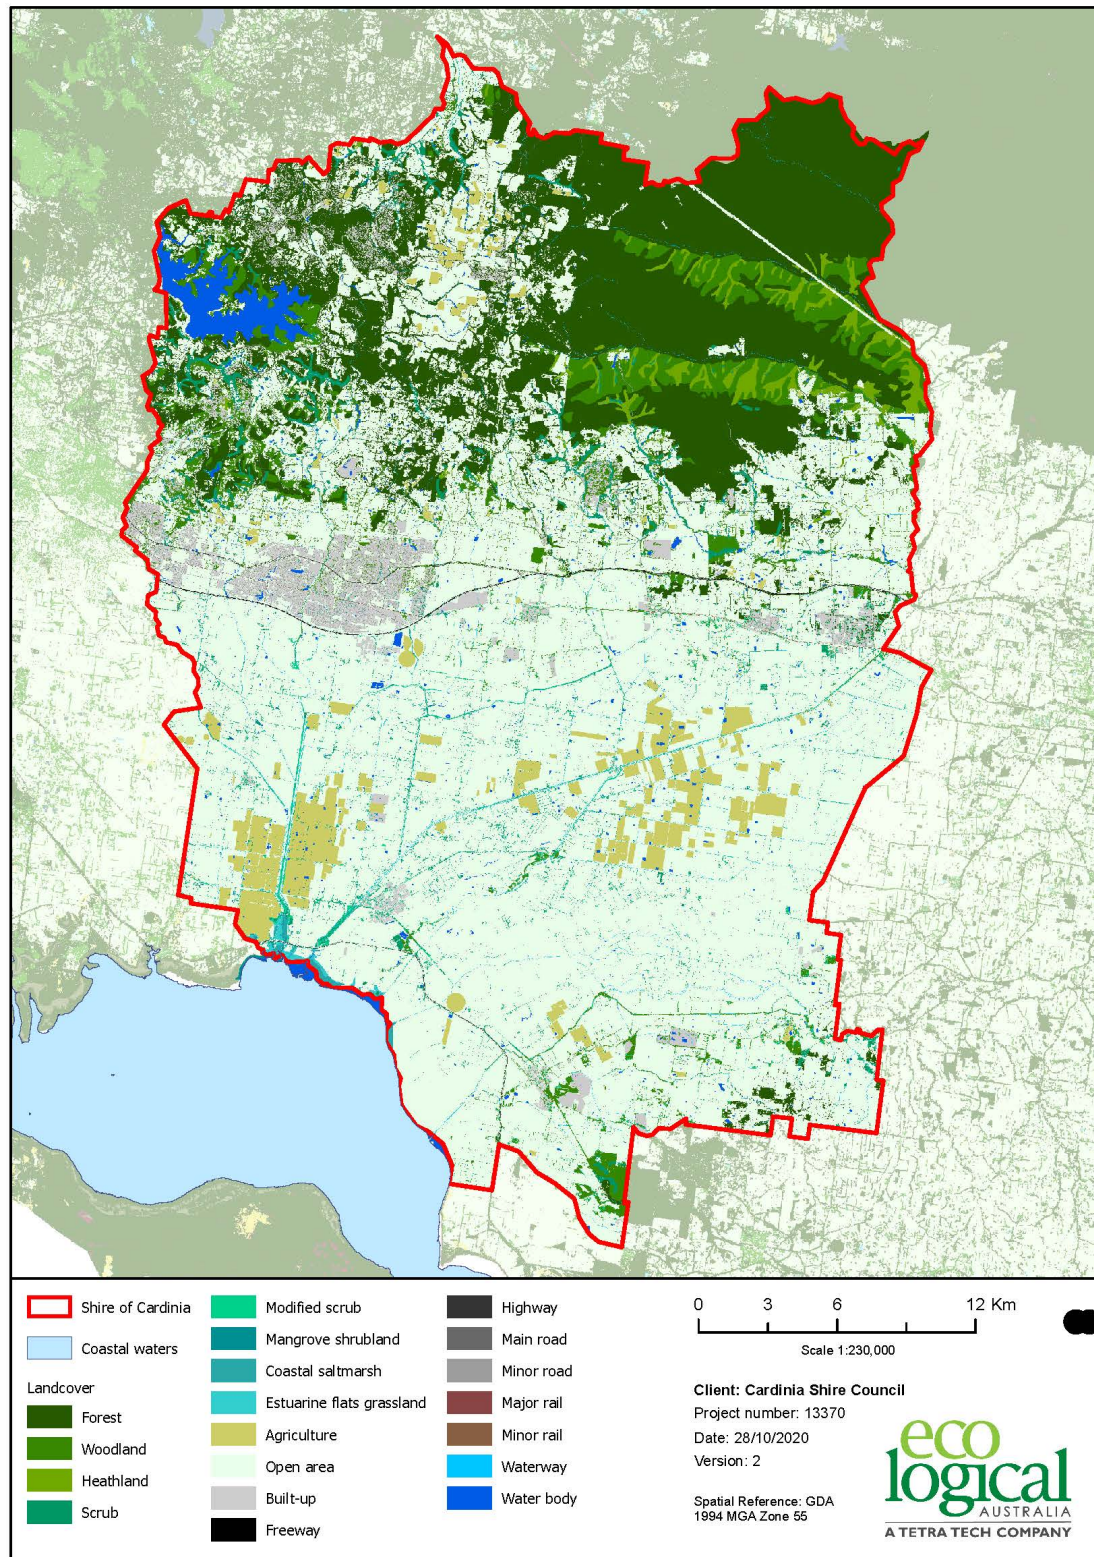 Shire of Cardinia
Coastal waters
Landcover
Forest
Woodland
Heathland
Scrub
Modified scrub
Mangrove shrubland
Coastal saltmarsh
Estuarine flats grassland
Agriculture
Open area
Built-up
Freeway
Highway
Main road
Minor road
Major rail
Minor rail
Waterway
Water body
0 3 6 12 Km
Scale 1:230,000
Client: Cardinia Shire Council
Project number: 13370
Date: 28/10/2020
Version: 2
Spatial Reference: GDA
1994 MGA Zone 55
eco
logical
AUSTRALIA
A TETRA TECH COMPANY